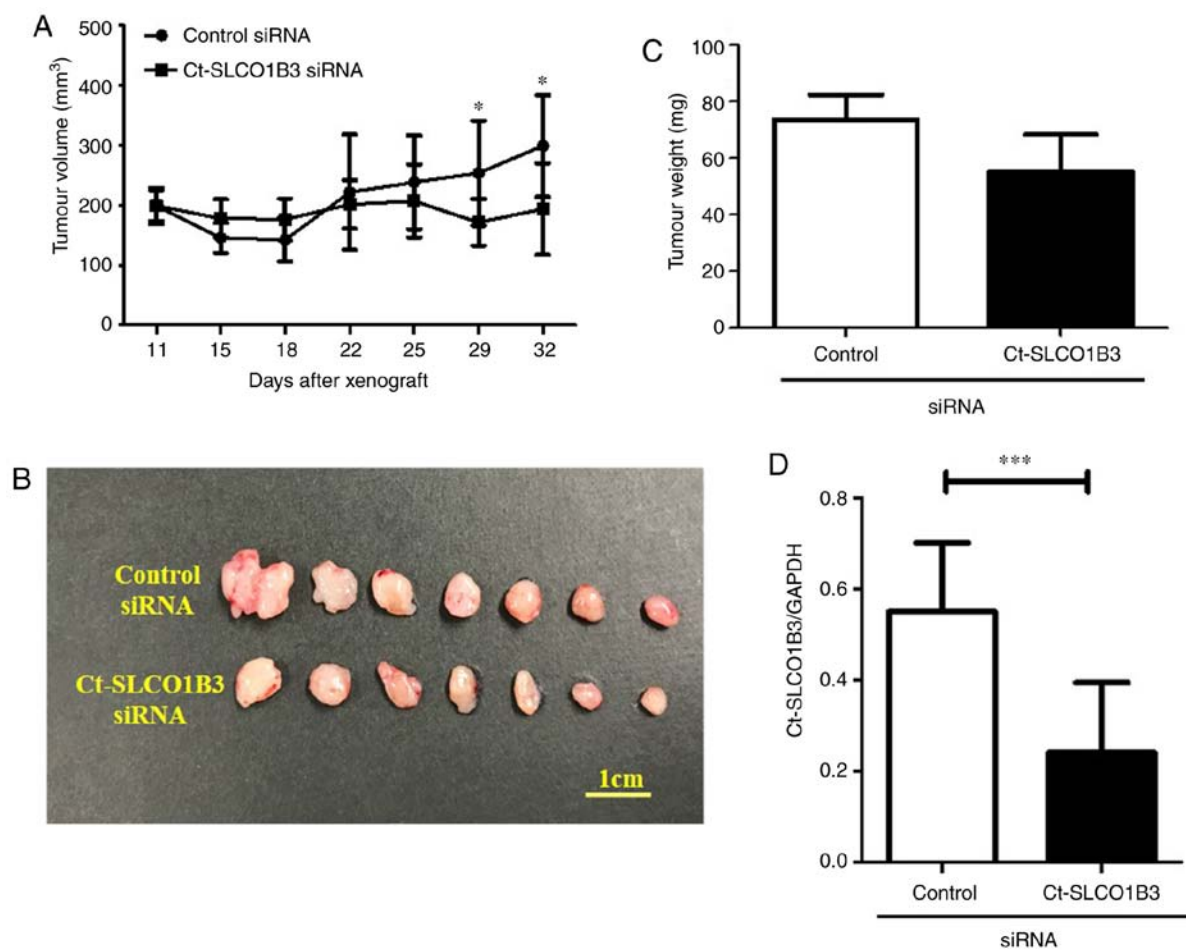 A
Control siRNA
Ct-SLCO1B3 siRNA
Tumour volume (mm³)
500
400
300
200
100
0
* *
11 15 18 22 25 29 32
Days after xenograft
B
Control
siRNA
Ct-SLCO1B3
siRNA
1cm
C
Tumour weight (mg)
100
80
60
40
20
0
Control Ct-SLCO1B3
siRNA
D
***
Ct-SLCO1B3/GAPDH
0.8
0.6
0.4
0.2
0.0
Control Ct-SLCO1B3
siRNA